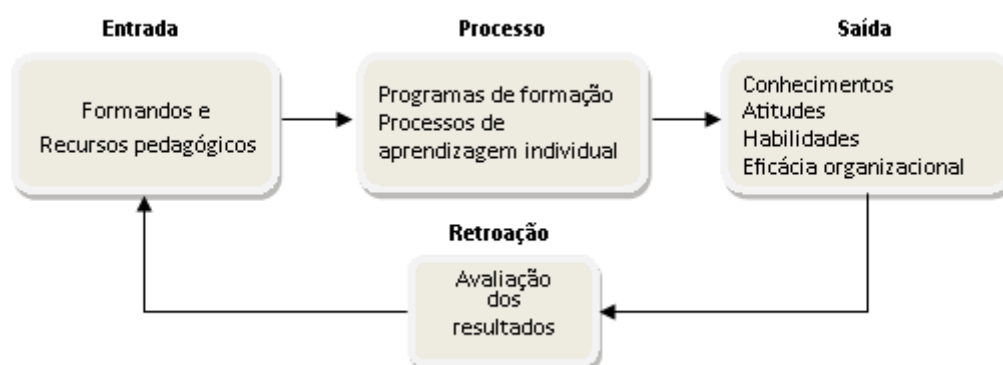 Entrada
Formandos e
Recursos pedagógicos
Processo
Programas de formação
Processos de
aprendizagem individual
Saída
Conhecimentos
Atitudes
Habilidades
Eficácia organizacional
Retroação
Avaliação
dos
resultados